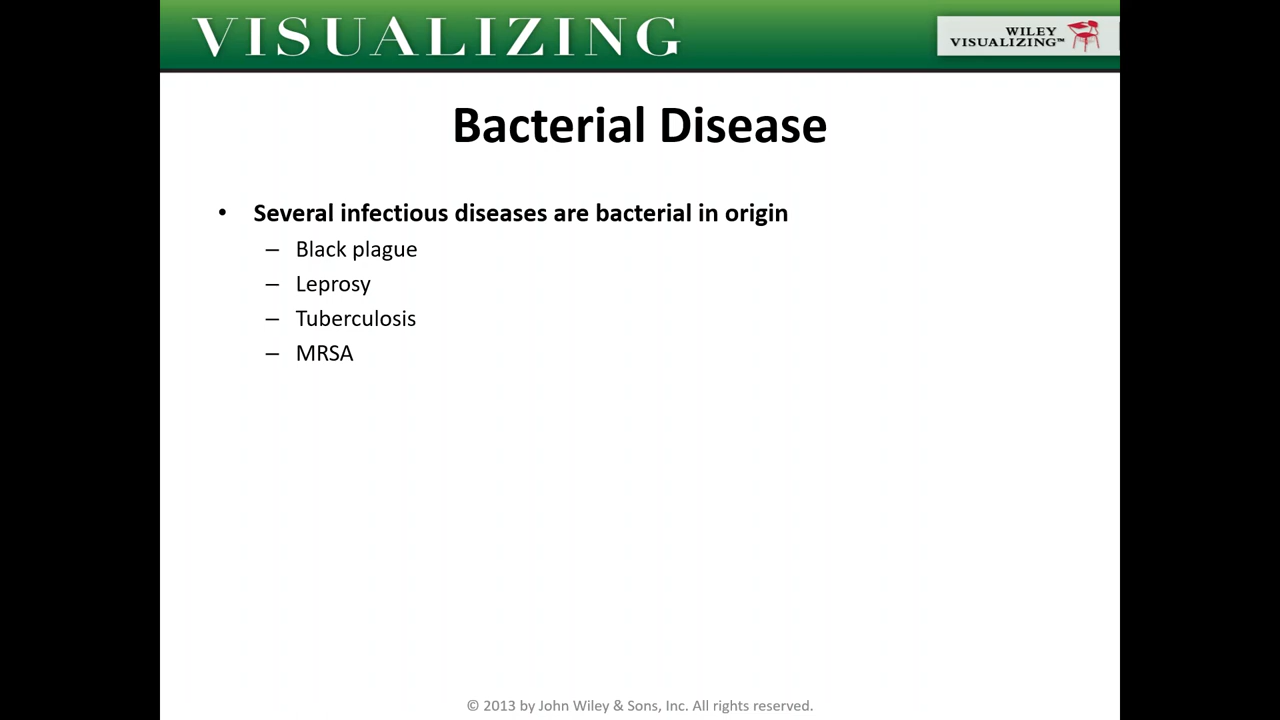 VISUALIZING
WILEY
VISUALIZING™
Bacterial Disease
• Several infectious diseases are bacterial in origin
– Black plague
– Leprosy
– Tuberculosis
– MRSA
© 2013 by John Wiley & Sons, Inc. All rights reserved.